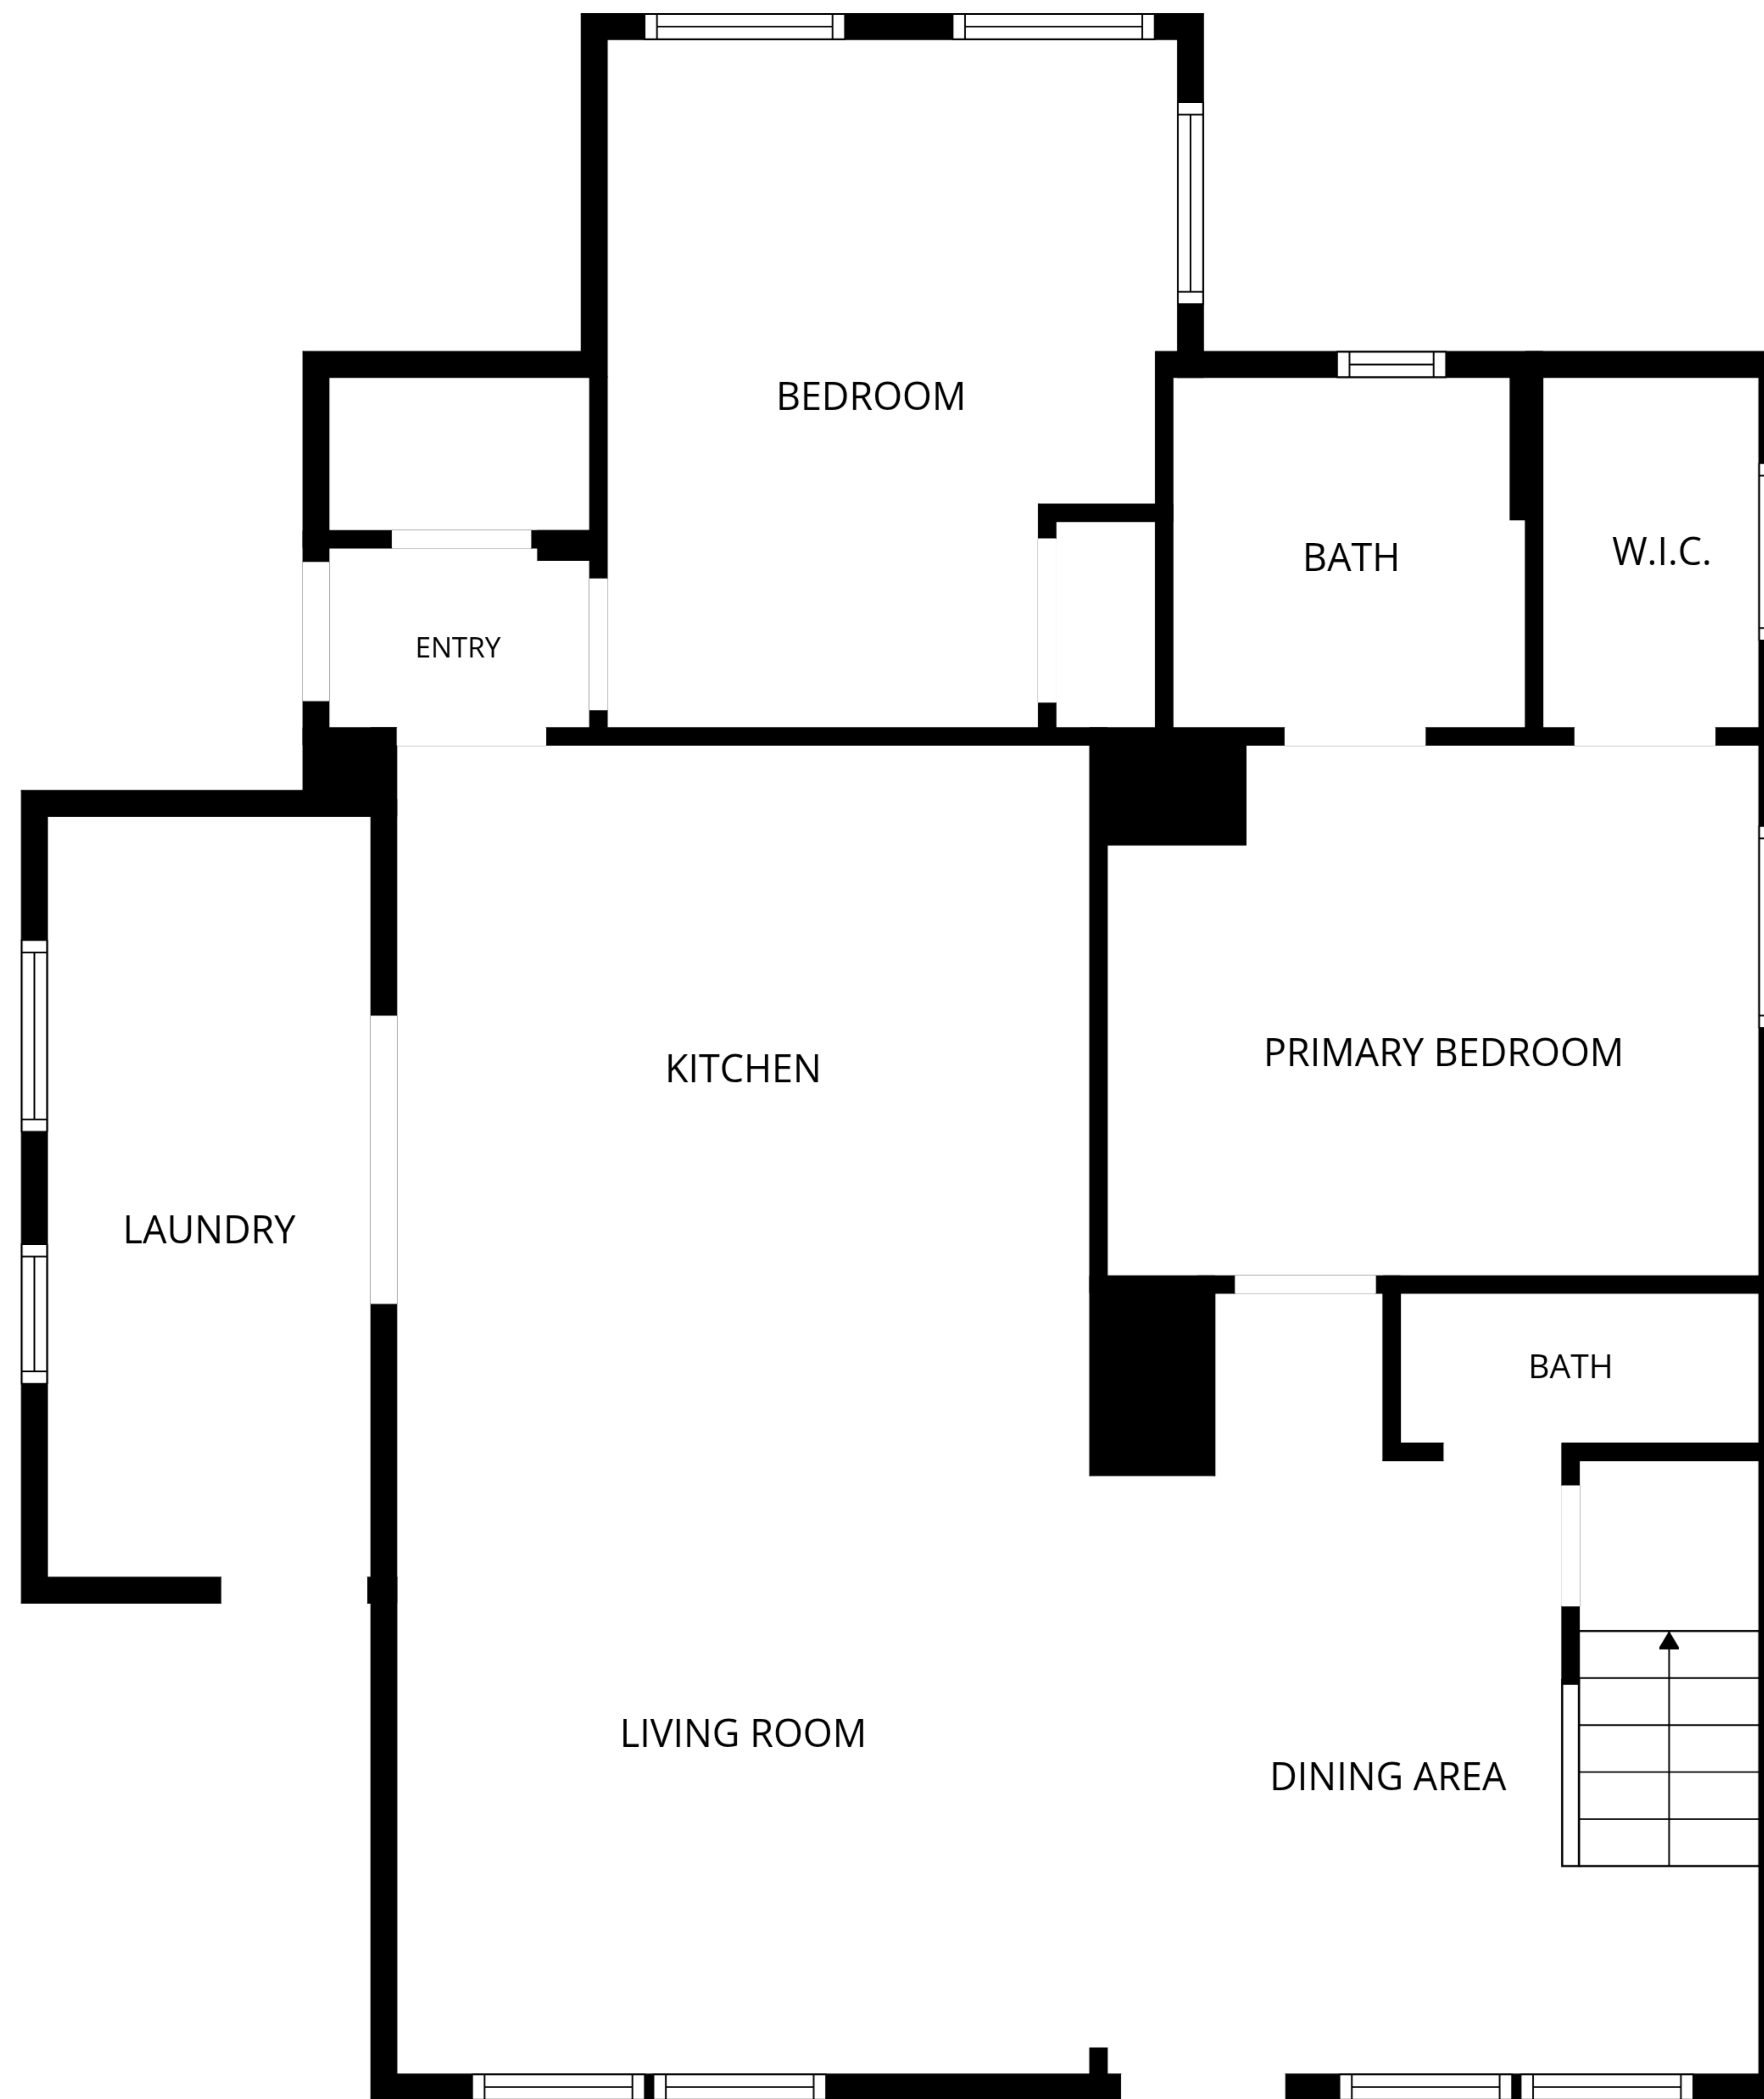 BEDROOM
BATH
W.I.C.
ENTRY
KITCHEN
PRIMARY BEDROOM
LAUNDRY
BATH
LIVING ROOM
DINING AREA